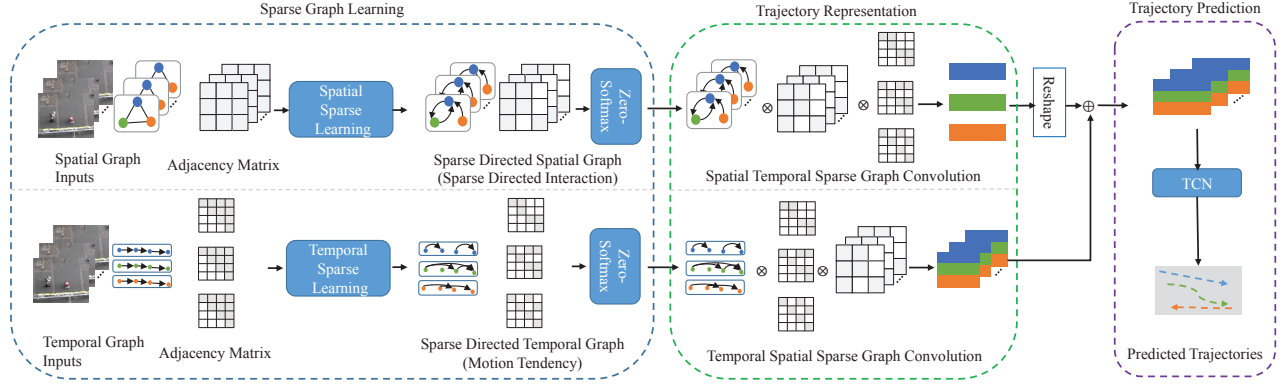 Sparse Graph Learning
Trajectory Representation
Trajectory Prediction
Spatial
Sparse
Learning
Zero-
Softmax
Reshape
Spatial Graph
Inputs
Adjacency Matrix
Sparse Directed Spatial Graph
(Sparse Directed Interaction)
Spatial Temporal Sparse Graph Convolution
TCN
Temporal
Sparse
Learning
Zero-
Softmax
Temporal Graph
Inputs
Adjacency Matrix
Sparse Directed Temporal Graph
(Motion Tendency)
Temporal Spatial Sparse Graph Convolution
Predicted Trajectories